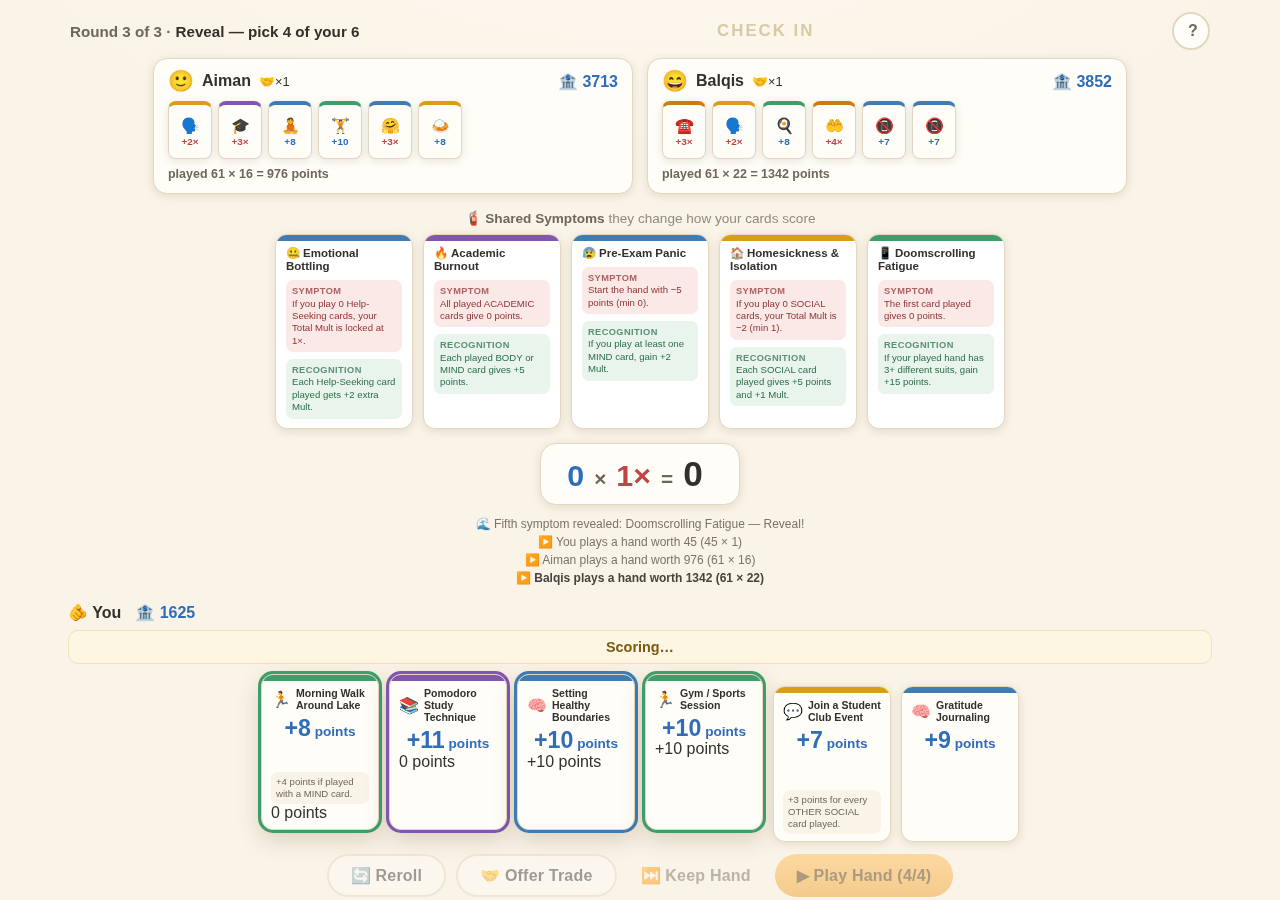 Round 3 of 3 · Reveal — pick 4 of your 6
CHECK IN
?
Aiman 🤝×1
🏦 3713
+2×
+3×
+8
+10
+3×
+8
played 61 × 16 = 976 points
Balqis 🤝×1
🏦 3852
+3×
+2×
+8
+4×
+7
+7
played 61 × 22 = 1342 points
Shared Symptoms they change how your cards score
Emotional
Bottling
SYMPTOM
If you play 0 Help-
Seeking cards, your
Total Mult is locked at
1×.
RECOGNITION
Each Help-Seeking card
played gets +2 extra
Mult.
Academic
Burnout
SYMPTOM
All played ACADEMIC
cards give 0 points.
RECOGNITION
Each played BODY or
MIND card gives +5
points.
Pre-Exam Panic
SYMPTOM
Start the hand with −5
points (min 0).
RECOGNITION
If you play at least one
MIND card, gain +2
Mult.
Homesickness &
Isolation
SYMPTOM
If you play 0 SOCIAL
cards, your Total Mult is
−2 (min 1).
RECOGNITION
Each SOCIAL card
played gives +5 points
and +1 Mult.
Doomscrolling
Fatigue
SYMPTOM
The first card played
gives 0 points.
RECOGNITION
If your played hand has
3+ different suits, gain
+15 points.
0 × 1× = 0
Fifth symptom revealed: Doomscrolling Fatigue — Reveal!
You plays a hand worth 45 (45 × 1)
Aiman plays a hand worth 976 (61 × 16)
Balqis plays a hand worth 1342 (61 × 22)
You 🏦 1625
Scoring…
Morning Walk
Around Lake
+8 points
+4 points if played
with a MIND card.
0 points
Pomodoro
Study
Technique
+11 points
0 points
Setting
Healthy
Boundaries
+10 points
+10 points
Gym / Sports
Session
+10 points
+10 points
Join a Student
Club Event
+7 points
+3 points for every
OTHER SOCIAL
card played.
Gratitude
Journaling
+9 points
Reroll
Offer Trade
Keep Hand
▶ Play Hand (4/4)